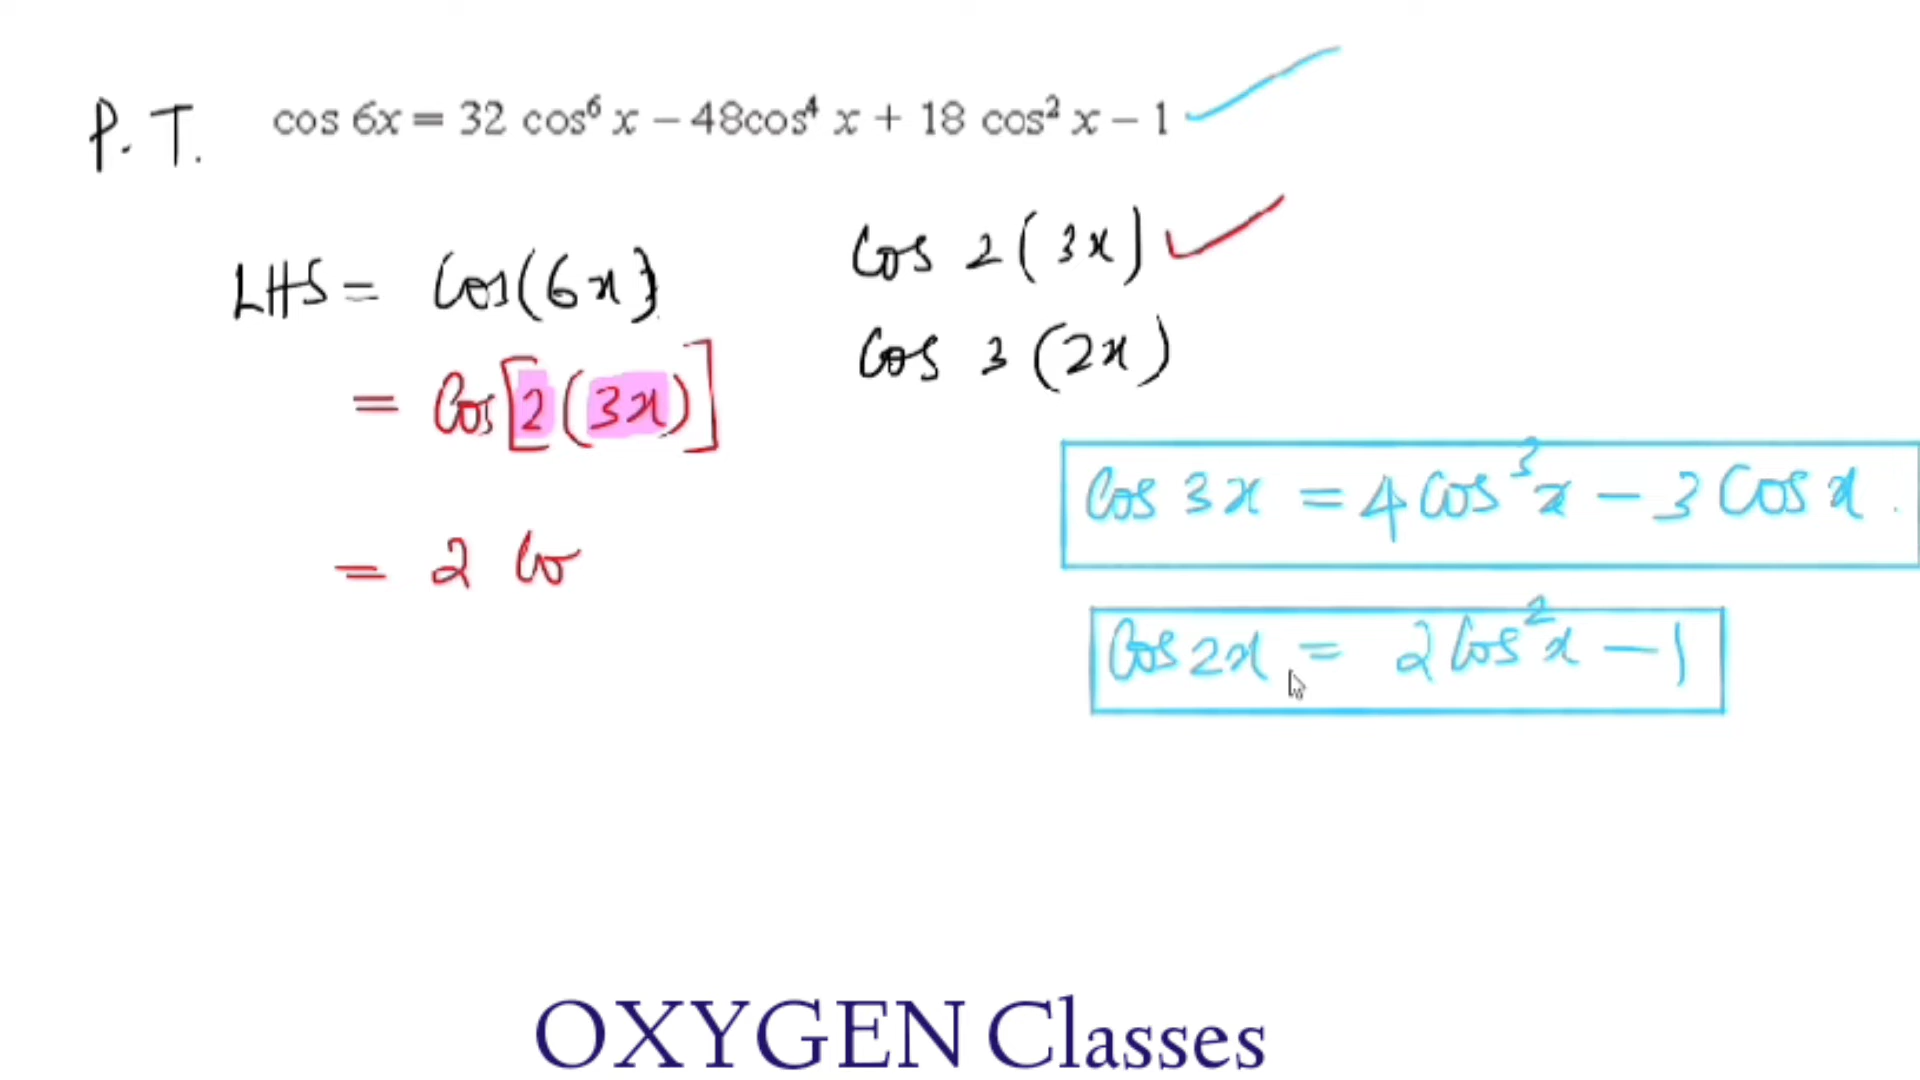 P.T. cos 6x = 32 cos⁶ x − 48cos⁴ x + 18 cos² x − 1
LHS = Cos(6x)
= Cos[2(3x)]
= 2 Co
Cos 2(3x)
Cos 3(2x)
Cos 3x = 4 Cos³x − 3 Cos x.
Cos 2x = 2 Cos²x − 1
OXYGEN Classes